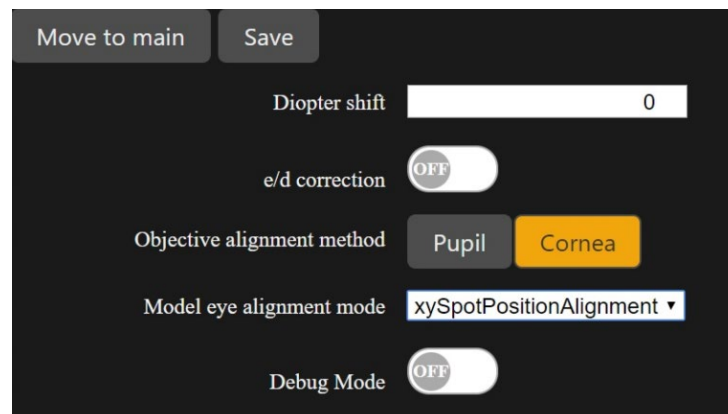 Move to main Save
Diopter shift 0
e/d correction OFF
Objective alignment method Pupil Cornea
Model eye alignment mode xySpotPositionAlignment
Debug Mode OFF